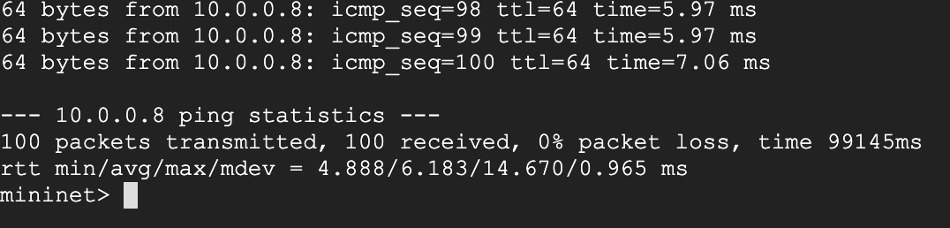 64 bytes from 10.0.0.8: icmp_seq=98 ttl=64 time=5.97 ms
64 bytes from 10.0.0.8: icmp_seq=99 ttl=64 time=5.97 ms
64 bytes from 10.0.0.8: icmp_seq=100 ttl=64 time=7.06 ms
--- 10.0.0.8 ping statistics ---
100 packets transmitted, 100 received, 0% packet loss, time 99145ms
rtt min/avg/max/mdev = 4.888/6.183/14.670/0.965 ms
mininet>